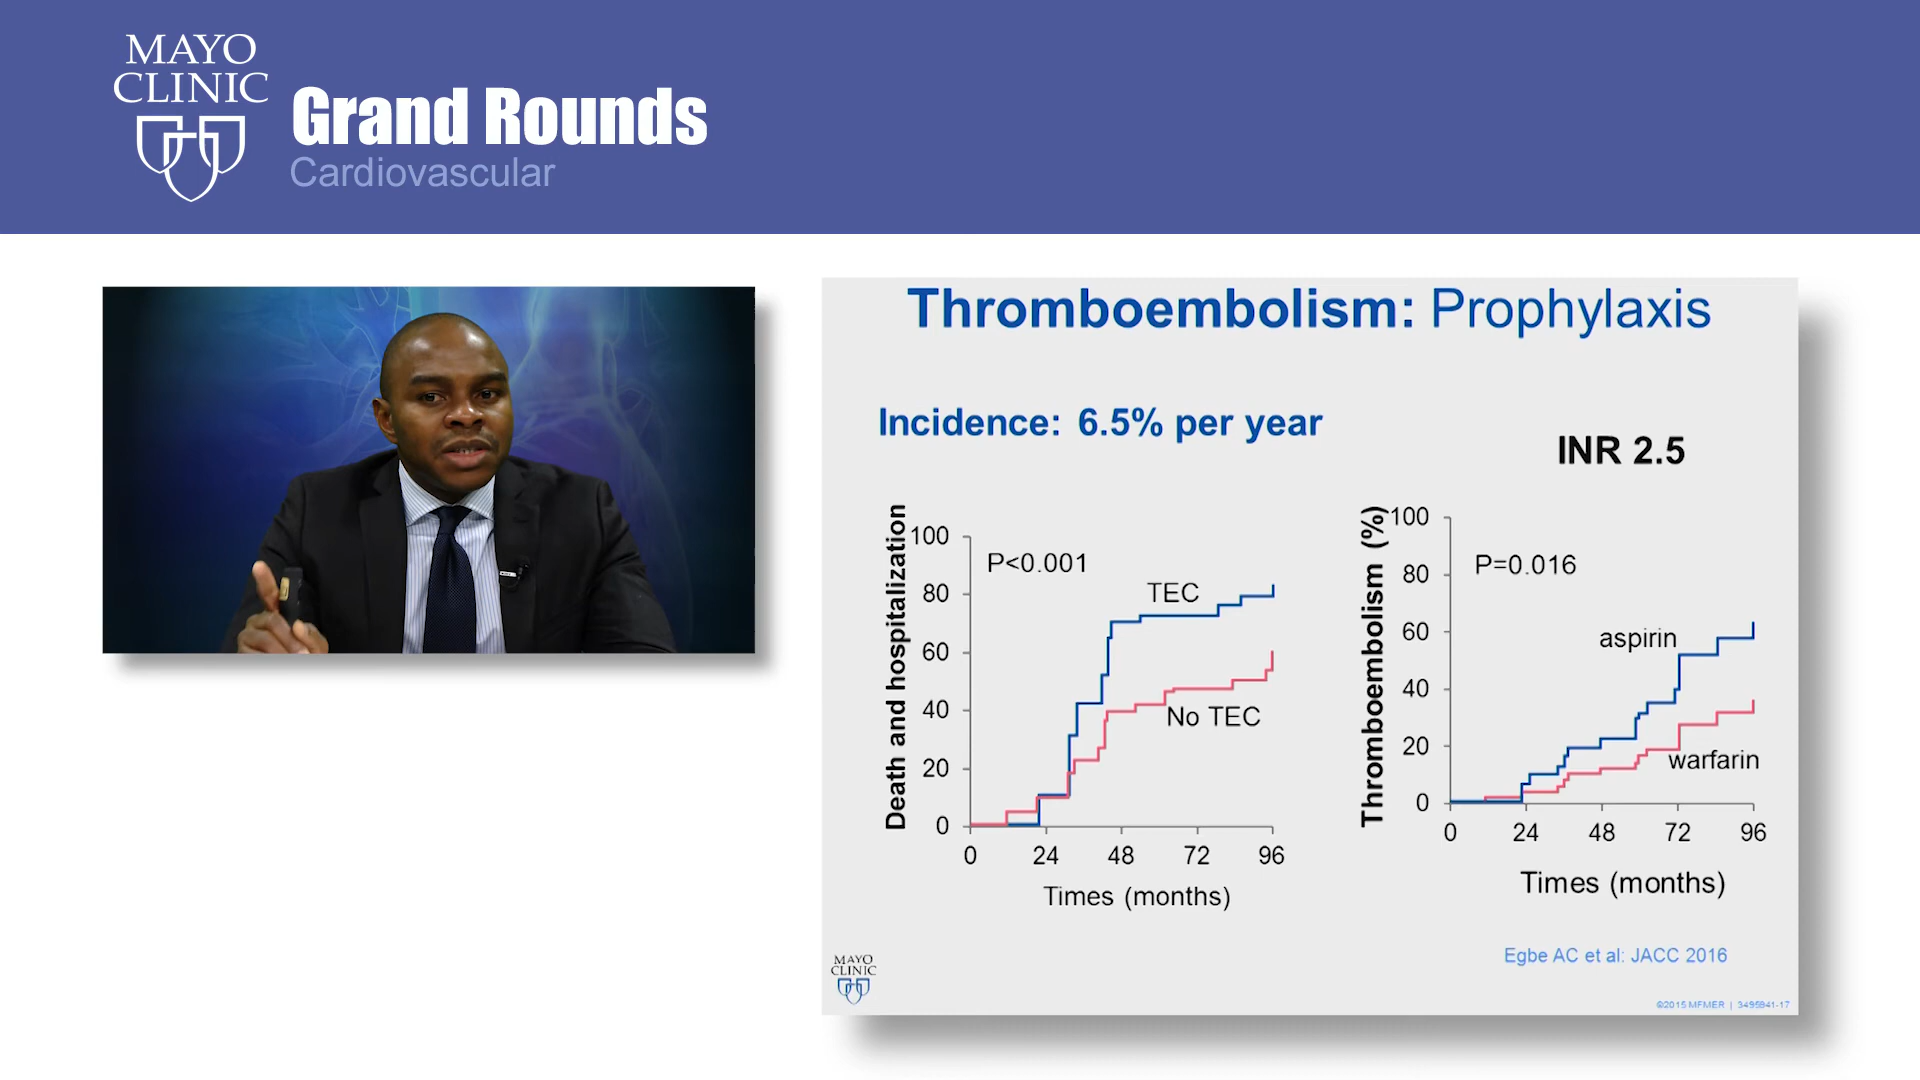 MAYO
CLINIC
Grand Rounds
Cardiovascular
Thromboembolism: Prophylaxis
Incidence: 6.5% per year
INR 2.5
Death and hospitalization
100
80
60
40
20
0
P<0.001
TEC
No TEC
0 24 48 72 96
Times (months)
Thromboembolism (%)
100
80
60
40
20
0
P=0.016
aspirin
warfarin
0 24 48 72 96
Times (months)
Egbe AC et al: JACC 2016
MAYO
CLINIC
©2015 MFMER | 3495941-17